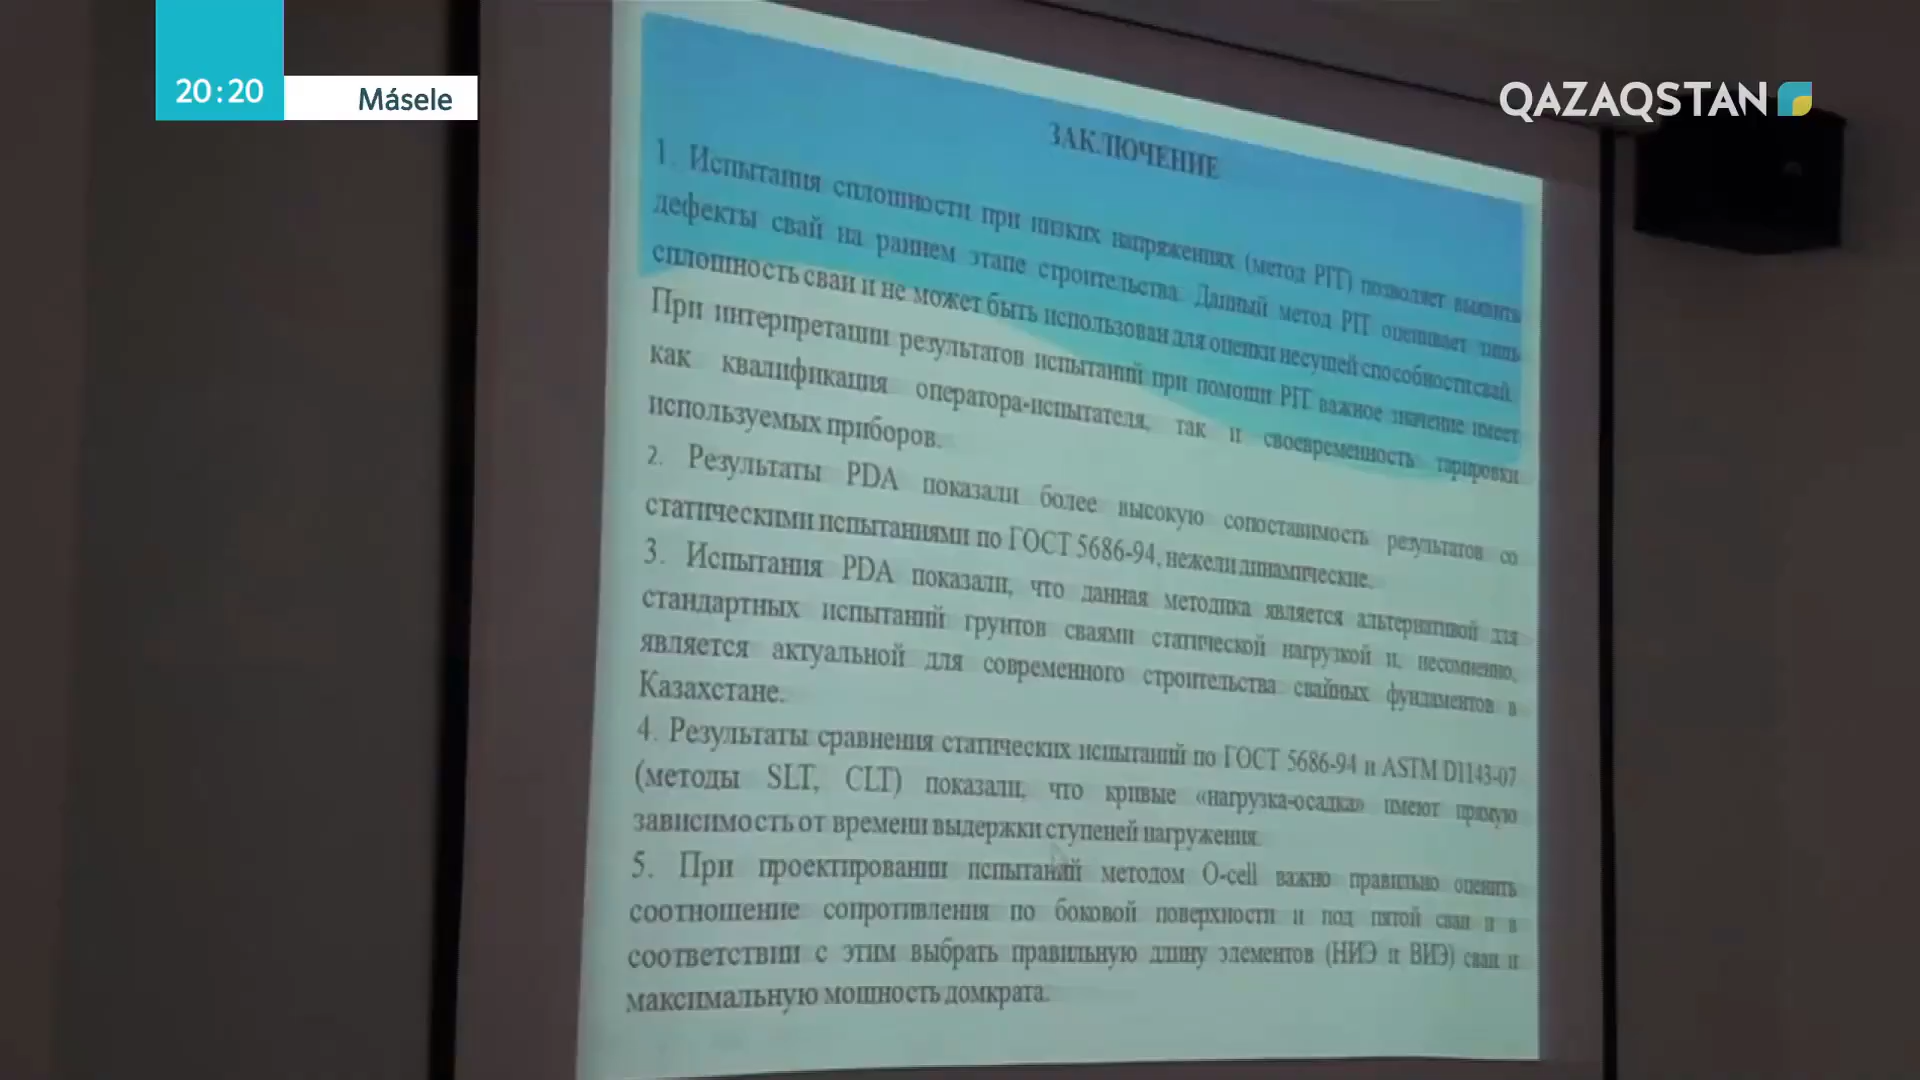 20:20
Másele
QAZAQSTAN
ЗАКЛЮЧЕНИЕ
1. Испытания сплошности при низких напряжениях (метод PIT) позволяет выявить
дефекты свай на раннем этапе строительства. Данный метод PIT оценивает лишь
сплошность сваи и не может быть использован для оценки несущей способности свай.
При интерпретации результатов испытаний при помощи PIT важное значение имеет
как квалификация оператора-испытателя, так и своевременность тарировки
используемых приборов.
2. Результаты PDA показали более высокую сопоставимость результатов со
статическими испытаниями по ГОСТ 5686-94, нежели динамические.
3. Испытания PDA показали, что данная методика является альтернативой для
стандартных испытаний грунтов сваями статической нагрузкой и, несомненно,
является актуальной для современного строительства свайных фундаментов в
Казахстане.
4. Результаты сравнения статических испытаний по ГОСТ 5686-94 и ASTM D1143-07
(методы SLT, CLT) показали, что кривые «нагрузка-осадка» имеют прямую
зависимость от времени выдержки ступеней нагружения.
5. При проектировании испытаний методом O-cell важно правильно оценить
соотношение сопротивления по боковой поверхности и под пятой сваи и в
соответствии с этим выбрать правильную длину элементов (НИЭ и ВИЭ) сваи и
максимальную мощность домкрата.